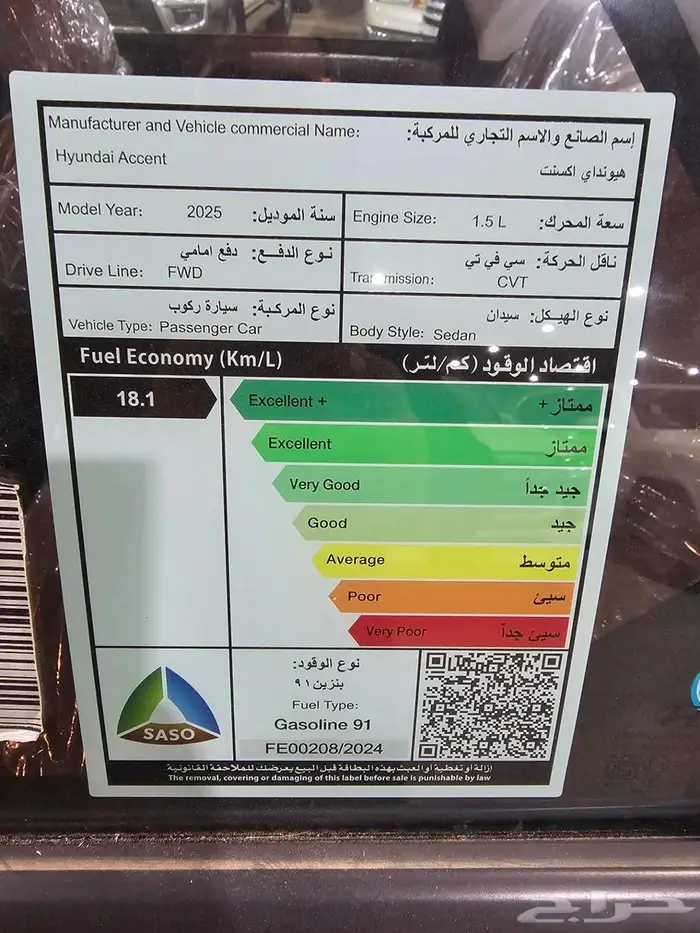 Manufacturer and Vehicle commercial Name:
إسم الصانع والاسم التجاري للمركبة:
Hyundai Accent
هيونداي اكسنت
Model Year: 2025 سنة الموديل:
Engine Size: 1.5 L سعة المحرك:
نوع الدفـع: دفع امامي
Drive Line: FWD
ناقل الحركة: سي في تي
Transmission: CVT
نوع المركبة: سيارة ركوب
Vehicle Type: Passenger Car
نوع الهيكل: سيدان
Body Style: Sedan
Fuel Economy (Km/L) اقتصاد الوقود (كم/لتر)
18.1
Excellent + ممتاز +
Excellent ممتاز
Very Good جيد جداً
Good جيد
Average متوسط
Poor سيئ
Very Poor سيئ جداً
SASO
نوع الوقود:
بنزين ٩١
Fuel Type:
Gasoline 91
FE00208/2024
إزالة أو تغطية أو العبث بهذه البطاقة قبل البيع يعرضك للملاحقة القانونية
The removal, covering or damaging of this label before sale is punishable by law
حراج